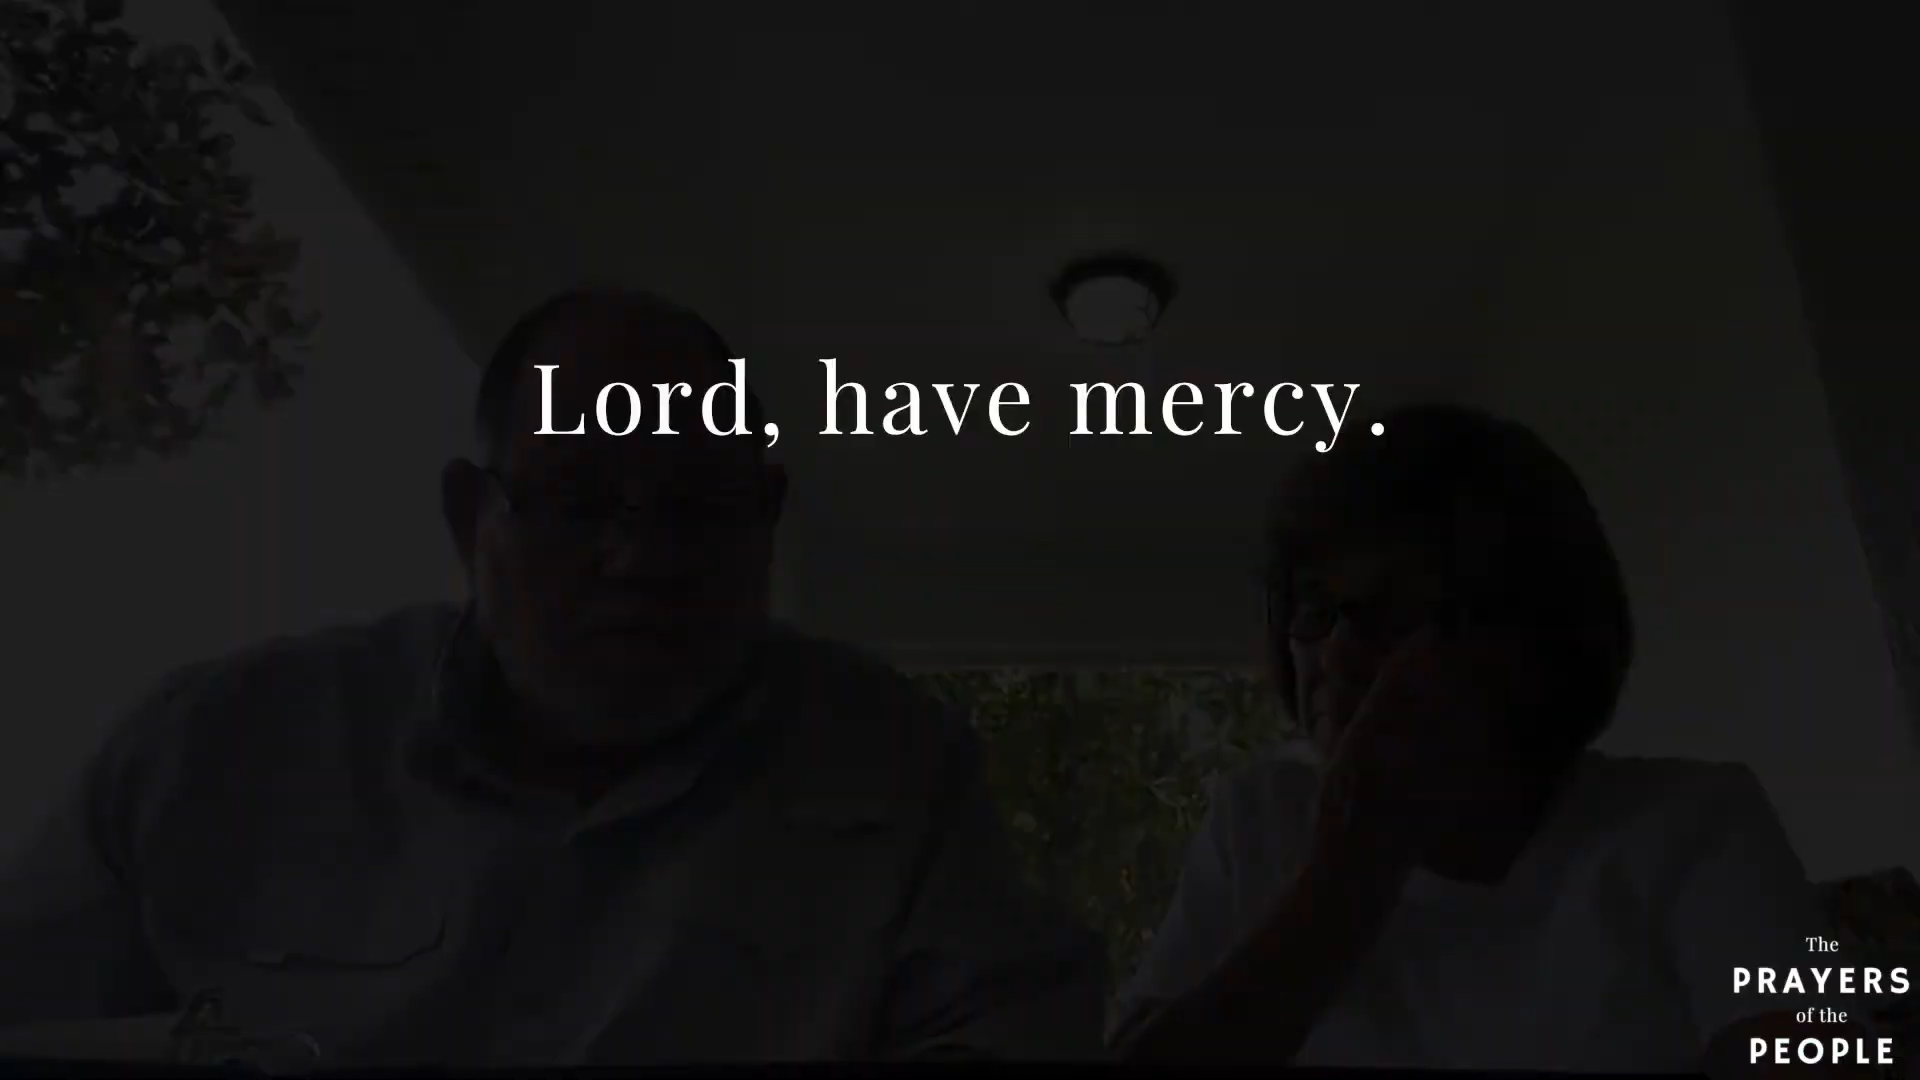 Lord, have mercy.
The
PRAYERS
of the
PEOPLE